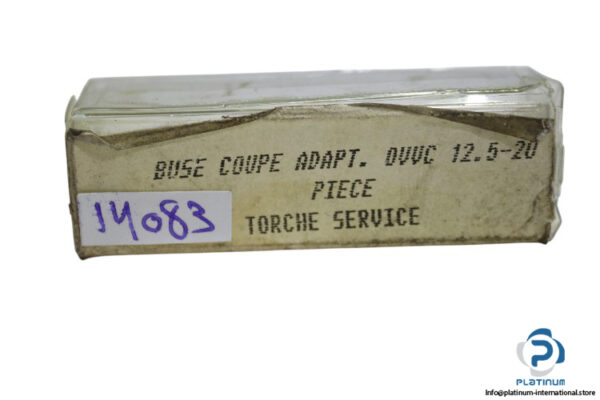 BUSE COUPE ADAPT. OVVC 12.5-20
PIECE
TORCHE SERVICE
14083
PLATINUM
Info@platinum-international.store